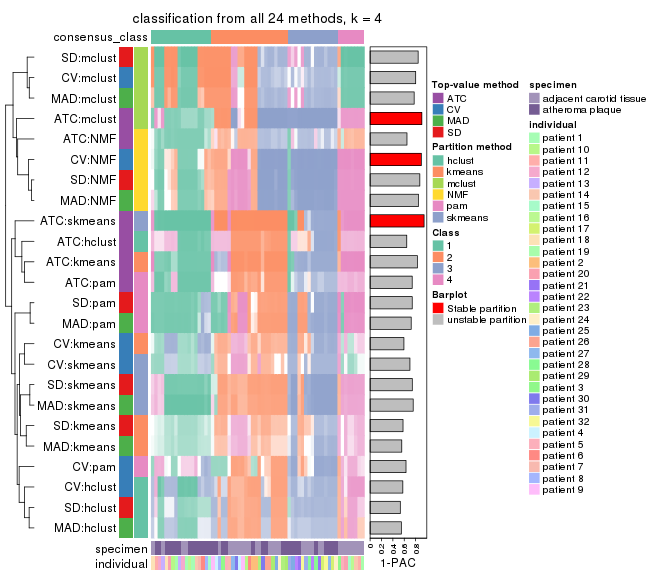 classification from all 24 methods, k = 4
consensus_class
SD:mclust
CV:mclust
MAD:mclust
ATC:mclust
ATC:NMF
CV:NMF
SD:NMF
MAD:NMF
ATC:skmeans
ATC:hclust
ATC:kmeans
ATC:pam
SD:pam
MAD:pam
CV:kmeans
CV:skmeans
SD:skmeans
MAD:skmeans
SD:kmeans
MAD:kmeans
CV:pam
CV:hclust
SD:hclust
MAD:hclust
specimen
individual
0 0.2 0.4 0.6 0.8
1-PAC
Top-value method
ATC
CV
MAD
SD
Partition method
hclust
kmeans
mclust
NMF
pam
skmeans
Class
1
2
3
4
Barplot
Stable partition
unstable partition
specimen
adjacent carotid tissue
atheroma plaque
individual
patient 1
patient 10
patient 11
patient 12
patient 13
patient 14
patient 15
patient 16
patient 17
patient 18
patient 19
patient 2
patient 20
patient 21
patient 22
patient 23
patient 24
patient 25
patient 26
patient 27
patient 28
patient 29
patient 3
patient 30
patient 31
patient 32
patient 4
patient 5
patient 6
patient 7
patient 8
patient 9